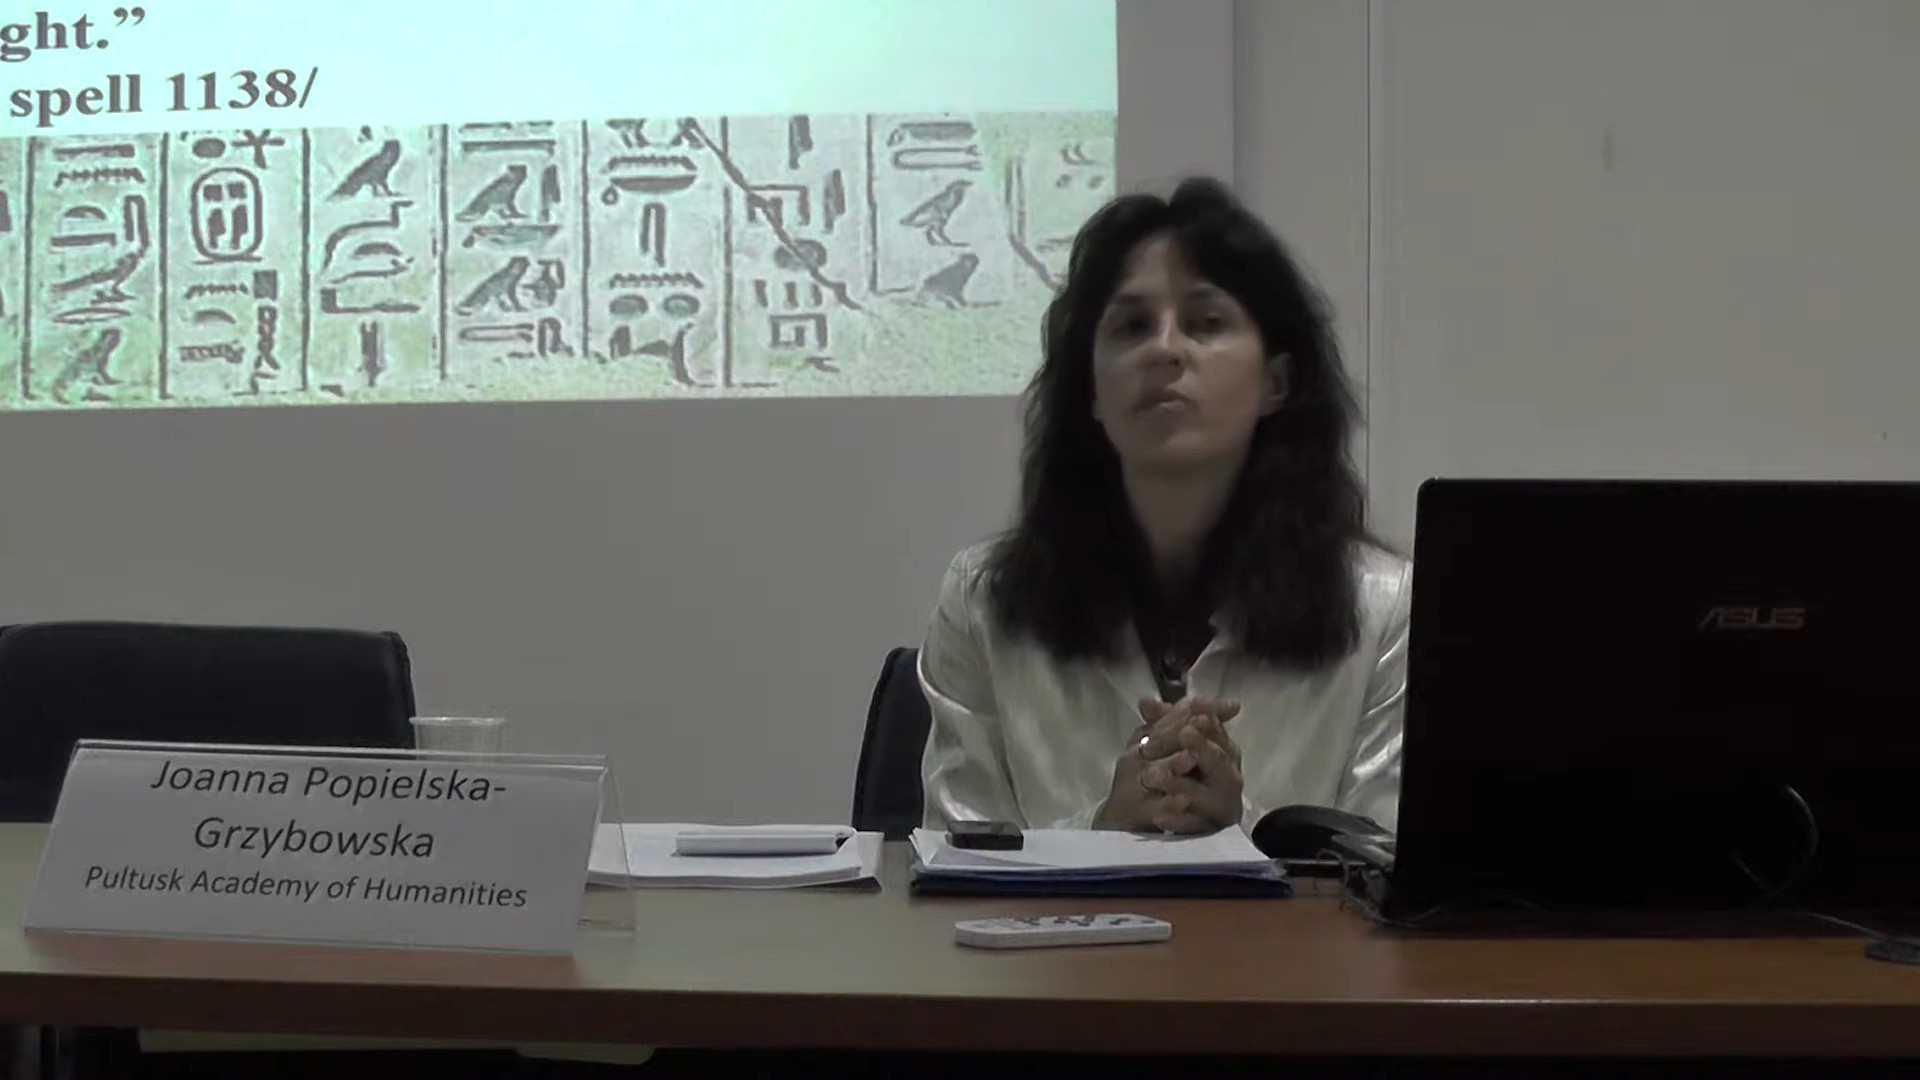 ght.”
spell 1138/
ASUS
Joanna Popielska-
Grzybowska
Pultusk Academy of Humanities